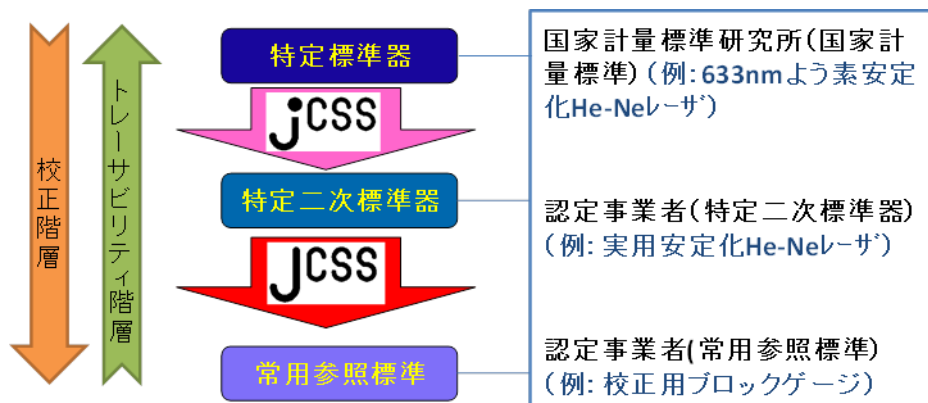 特定標準器
jcss
特定二次標準器
JCSS
常用参照標準
校正階層
トレーサビリティ階層
国家計量標準研究所(国家計
量標準)(例:633nmよう素安定
化He-Neレーザ)
認定事業者(特定二次標準器)
(例: 実用安定化He-Neレーザ)
認定事業者(常用参照標準)
(例: 校正用ブロックゲージ)